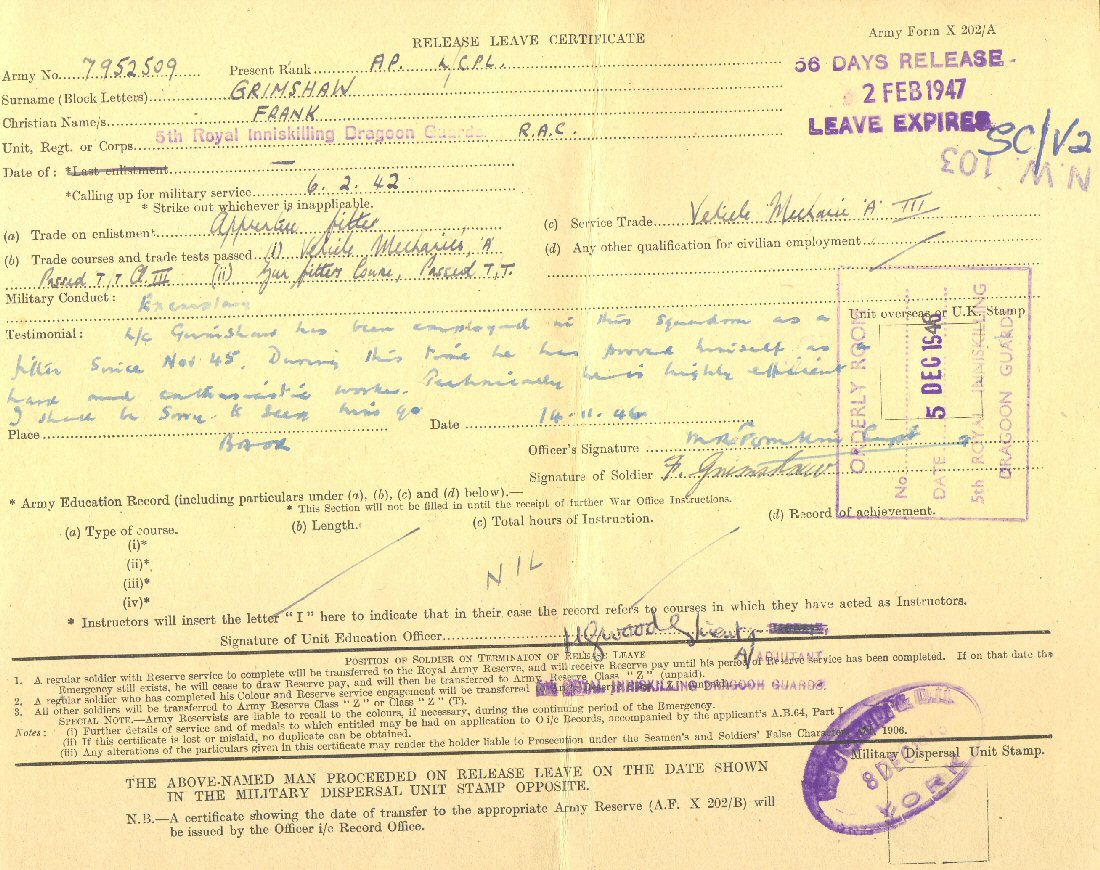 RELEASE LEAVE CERTIFICATE
Army Form X 202/A
Army No. 7952509 Present Rank AP. L/CPL.
56 DAYS RELEASE
2 FEB 1947
LEAVE EXPIRES
Surname (Block Letters) GRIMSHAW
Christian Name/s FRANK
Unit, Regt. or Corps 5th Royal Inniskilling Dragoon Guards R.A.C.
SC/V2
N.W. 103
Date of : *Last enlistment
*Calling up for military service 6.2.42
* Strike out whichever is inapplicable.
(a) Trade on enlistment fitter
(c) Service Trade Vehicle Mechanic 'A' III
(b) Trade courses and trade tests passed (i) Vehicle Mechanics, 'A'
(d) Any other qualification for civilian employment
Passed T,T Cl. III (ii) Gun fitters Course, Passed T,T.
Military Conduct : Exemplary
Unit overseas or U.K. Stamp
Testimonial : L/c Grimshaw has been employed in this Squadron as a
fitter Since Nov 45. During this time he has proved himself as a
hard and enthusiastic worker. Technically he is highly efficient
I shall be Sorry to see him go
Place BAOR Date 14.11.46
Officer's Signature Capt
Signature of Soldier F. Grimshaw
ORDERLY ROOM
No.
DATE 5 DEC 1946
5th ROYAL INNISKILLING
DRAGOON GUARDS
* Army Education Record (including particulars under (a), (b), (c) and (d) below).—
* This Section will not be filled in until the receipt of further War Office Instructions.
(a) Type of course. (b) Length. (c) Total hours of Instruction. (d) Record of achievement.
(i)*
(ii)*
(iii)*
(iv)*
NIL
* Instructors will insert the letter "I" here to indicate that in their case the record refers to courses in which they have acted as Instructors.
Signature of Unit Education Officer
A/ADJUTANT
POSITION OF SOLDIER ON TERMINATION OF RELEASE LEAVE
1. A regular soldier with Reserve service to complete will be transferred to the Royal Army Reserve, and will receive Reserve pay until his period of Reserve service has been completed. If on that date the
Emergency still exists, he will cease to draw Reserve pay, and will then be transferred to Army Reserve Class "Z" (unpaid).
2. A regular soldier who has completed his Colour and Reserve service engagement will be transferred
ROYAL INNISKILLING DRAGOON GUARDS.
3. All other soldiers will be transferred to Army Reserve Class "Z" or Class "Z" (T).
SPECIAL NOTE.—Army Reservists are liable to recall to the colours, if necessary, during the continuing period of the Emergency.
Notes : (i) Further details of service and of medals to which entitled may be had on application to O i/c Records, accompanied by the applicant's A.B.64, Part I
(ii) If this certificate is lost or mislaid, no duplicate can be obtained.
(iii) Any alterations of the particulars given in this certificate may render the holder liable to Prosecution under the Seamen's and Soldiers' False Character 1906.
Military Dispersal Unit Stamp.
8 DEC
YORK
THE ABOVE-NAMED MAN PROCEEDED ON RELEASE LEAVE ON THE DATE SHOWN
IN THE MILITARY DISPERSAL UNIT STAMP OPPOSITE.
N.B.—A certificate showing the date of transfer to the appropriate Army Reserve (A.F. X 202/B) will
be issued by the Officer i/c Record Office.